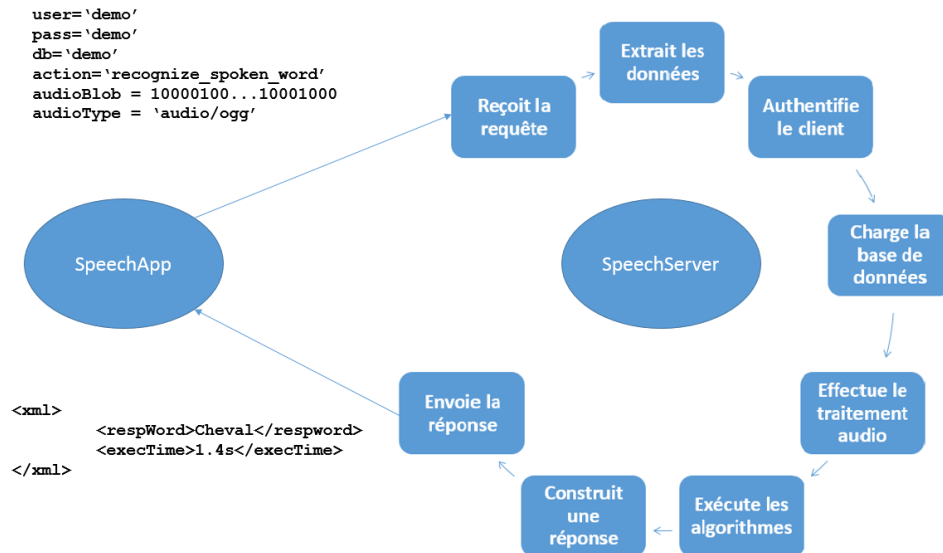 user=‘demo’
pass=‘demo’
db=‘demo’
action=‘recognize_spoken_word’
audioBlob = 10000100...10001000
audioType = ‘audio/ogg’
Reçoit la
requête
Extrait les
données
Authentifie
le client
Charge la
base de
données
Effectue le
traitement
audio
Exécute les
algorithmes
Construit
une
réponse
Envoie la
réponse
SpeechApp
SpeechServer
<xml>
<respWord>Cheval</respword>
<execTime>1.4s</execTime>
</xml>